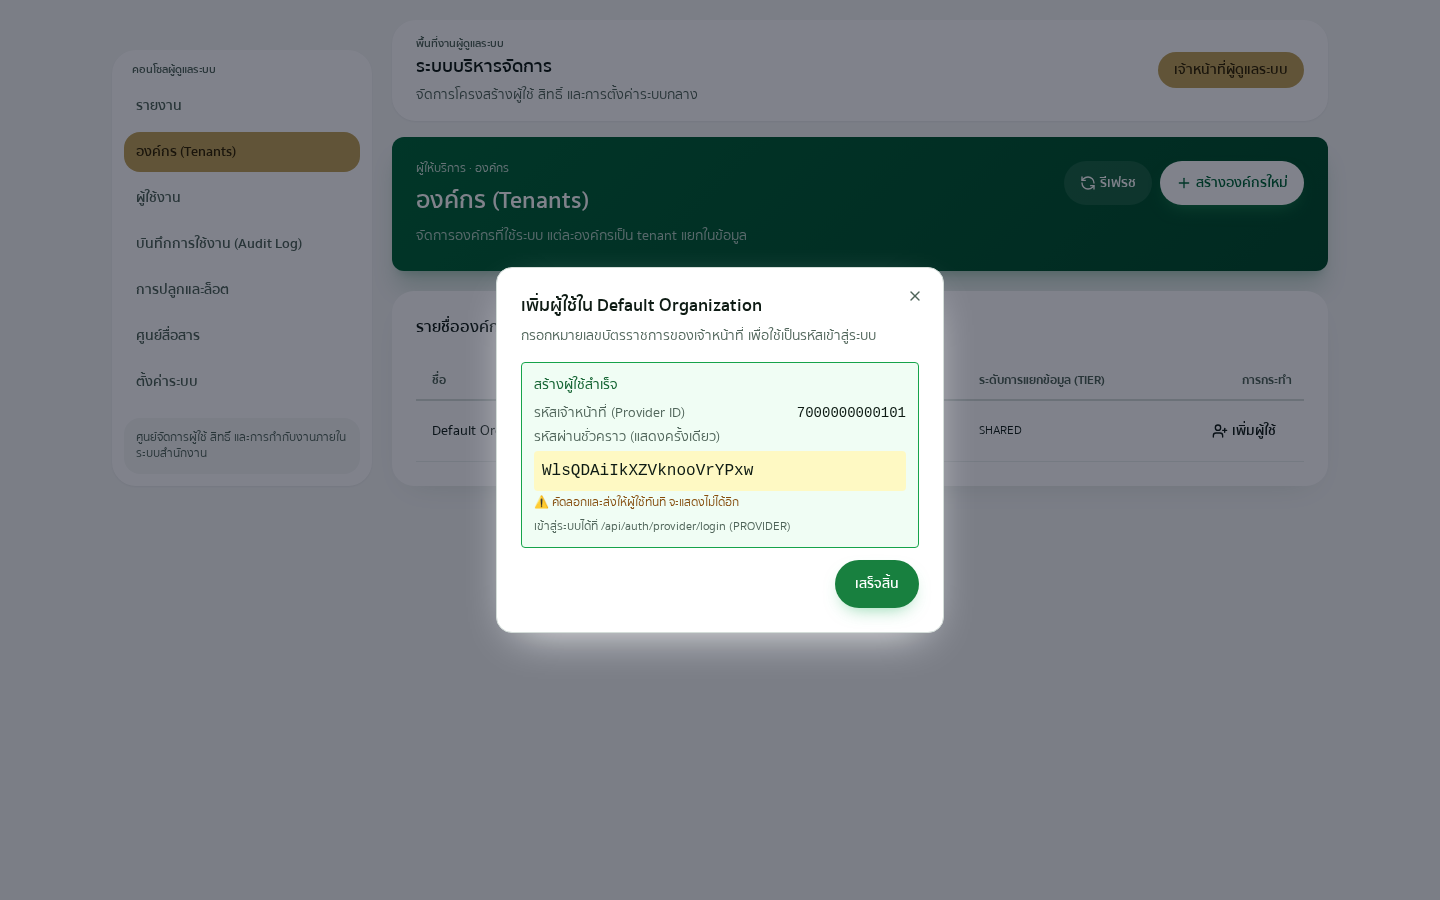 คอนโซลผู้ดูแลระบบ
รายงาน
องค์กร (Tenants)
ผู้ใช้งาน
บันทึกการใช้งาน (Audit Log)
การปลูกและล็อต
ศูนย์สื่อสาร
ตั้งค่าระบบ
ศูนย์จัดการผู้ใช้ สิทธิ์ และการกำกับงานภายใน
ระบบสำนักงาน
พื้นที่งานผู้ดูแลระบบ
ระบบบริหารจัดการ
จัดการโครงสร้างผู้ใช้ สิทธิ์ และการตั้งค่าระบบกลาง
เจ้าหน้าที่ผู้ดูแลระบบ
ผู้ให้บริการ · องค์กร
องค์กร (Tenants)
จัดการองค์กรที่ใช้ระบบ แต่ละองค์กรเป็น tenant แยกในข้อมูล
รีเฟรช
สร้างองค์กรใหม่
รายชื่อองค์ก
ชื่อ
ระดับการแยกข้อมูล (TIER)
การกระทำ
Default Or
SHARED
เพิ่มผู้ใช้
เพิ่มผู้ใช้ใน Default Organization
กรอกหมายเลขบัตรราชการของเจ้าหน้าที่ เพื่อใช้เป็นรหัสเข้าสู่ระบบ
สร้างผู้ใช้สำเร็จ
รหัสเจ้าหน้าที่ (Provider ID) 7000000000101
รหัสผ่านชั่วคราว (แสดงครั้งเดียว)
WlsQDAiIkXZVknooVrYPxw
⚠️ คัดลอกและส่งให้ผู้ใช้ทันที จะแสดงไม่ได้อีก
เข้าสู่ระบบได้ที่ /api/auth/provider/login (PROVIDER)
เสร็จสิ้น